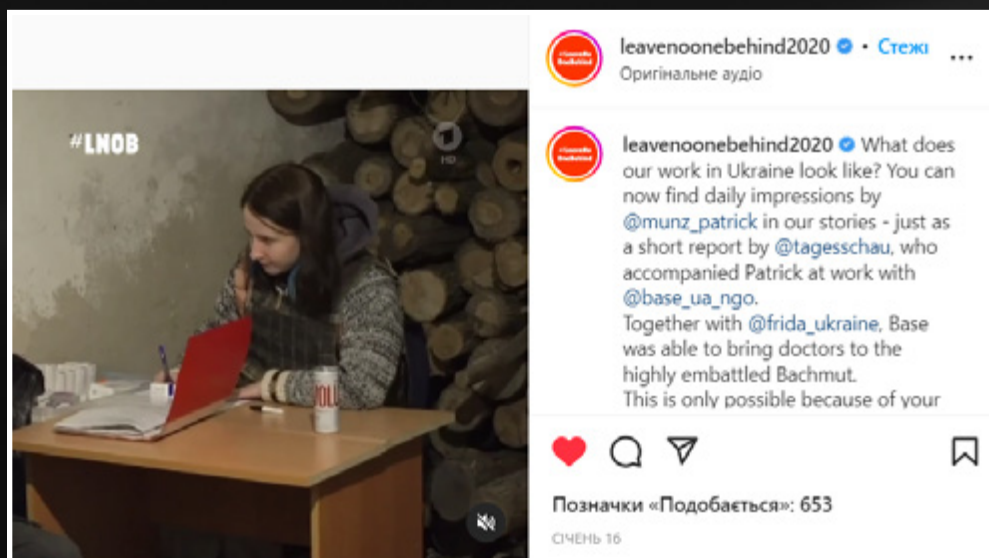 #LNOB
HD
VOLU
leavenoonebehind2020 • Стежі
Оригінальне аудіо
leavenoonebehind2020 What does
our work in Ukraine look like? You can
now find daily impressions by
@munz_patrick in our stories - just as
a short report by @tagesschau, who
accompanied Patrick at work with
@base_ua_ngo.
Together with @frida_ukraine, Base
was able to bring doctors to the
highly embattled Bachmut.
This is only possible because of your
Позначки «Подобається»: 653
СІЧЕНЬ 16